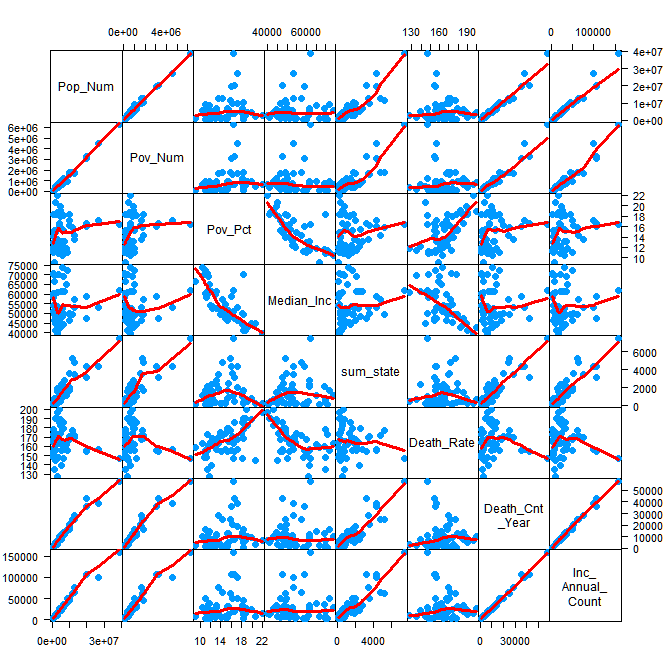 0e+00 4e+06 40000 60000 130 160 190 0 100000
Pop_Num 4e+07
3e+07
2e+07
1e+07
0e+00
6e+06 Pov_Num
5e+06
4e+06
3e+06
2e+06
1e+06
0e+00
Pov_Pct 22
20
18
16
14
12
10
75000 Median_Inc
70000
65000
60000
55000
50000
45000
40000
sum_state 6000
4000
2000
0
200 Death_Rate
190
180
170
160
150
140
130
Death_Cnt
_Year
50000
40000
30000
20000
10000
0
150000 Inc_
Annual_
Count
100000
50000
0
0e+00 3e+07 10 14 18 22 0 4000 0 30000